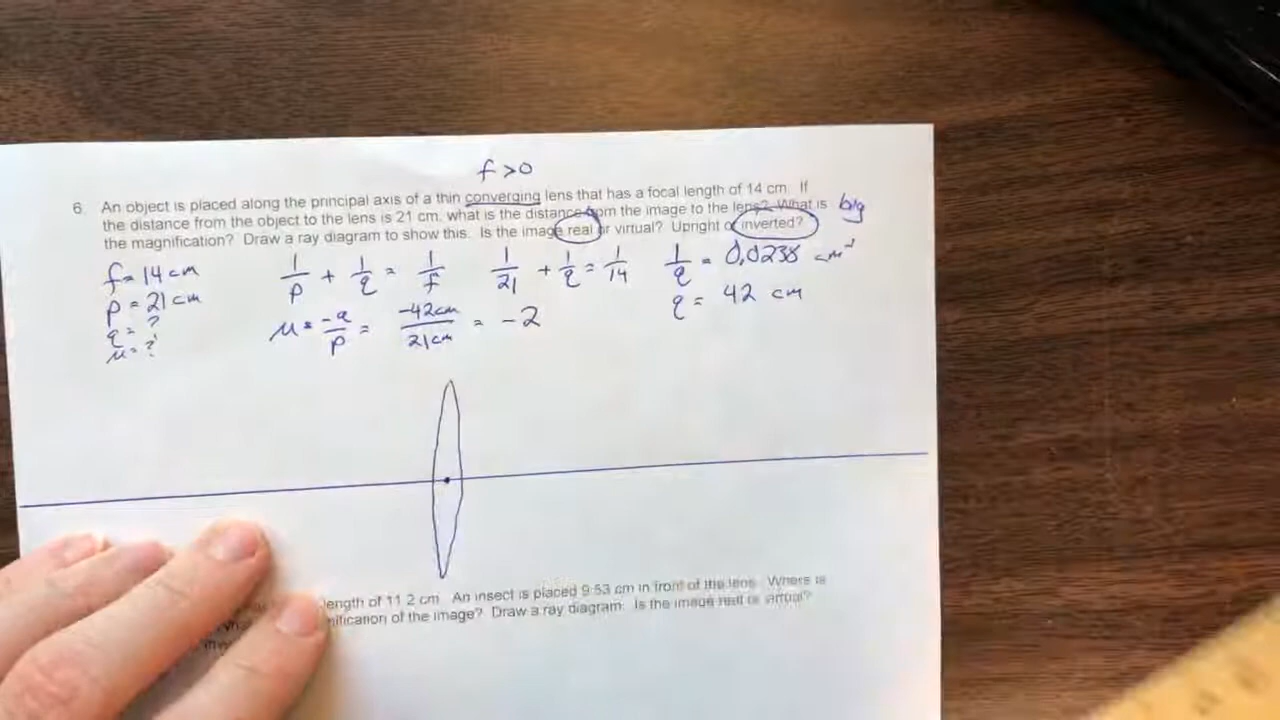 f > 0
6. An object is placed along the principal axis of a thin converging lens that has a focal length of 14 cm. If
the distance from the object to the lens is 21 cm, what is the distance from the image to the lens? What is big
the magnification? Draw a ray diagram to show this. Is the image real or virtual? Upright or inverted?
f = 14 cm
p = 21 cm
q = ?
M = ?
1/p + 1/q = 1/f
1/21 + 1/q = 1/14
1/q = 0,0238 cm⁻¹
q = 42 cm
M = -q/p = -42cm/21cm = -2
length of 11.2 cm. An insect is placed 9.53 cm in front of the lens. Where is
of the image? Draw a ray diagram. Is the image real or virtual?